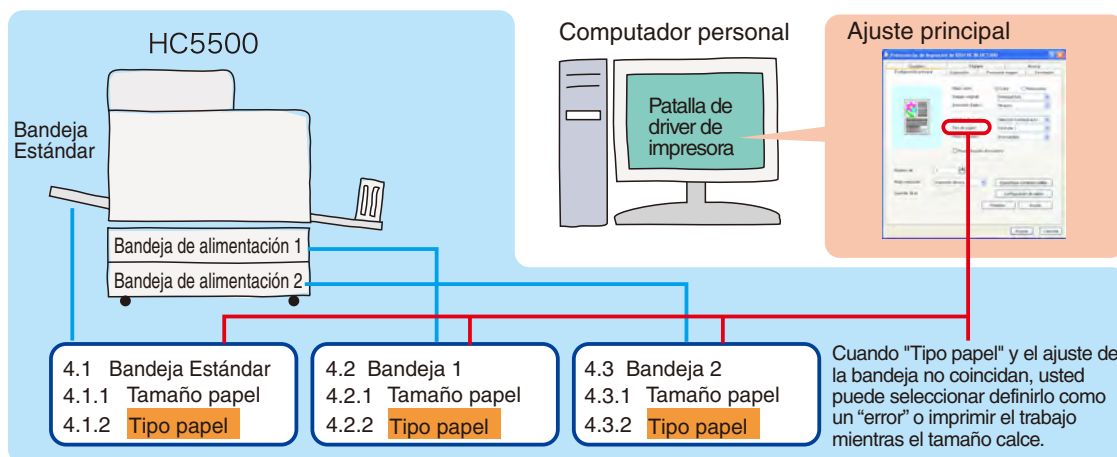 HC5500
Computador personal
Ajuste principal
Bandeja
Estándar
Patalla de
driver de
impresora
Bandeja de alimentación 1
Bandeja de alimentación 2
4.1 Bandeja Estándar
4.1.1 Tamaño papel
4.1.2 Tipo papel
4.2 Bandeja 1
4.2.1 Tamaño papel
4.2.2 Tipo papel
4.3 Bandeja 2
4.3.1 Tamaño papel
4.3.2 Tipo papel
Cuando "Tipo papel" y el ajuste de
la bandeja no coincidan, usted
puede seleccionar definirlo como
un “error” o imprimir el trabajo
mientras el tamaño calce.